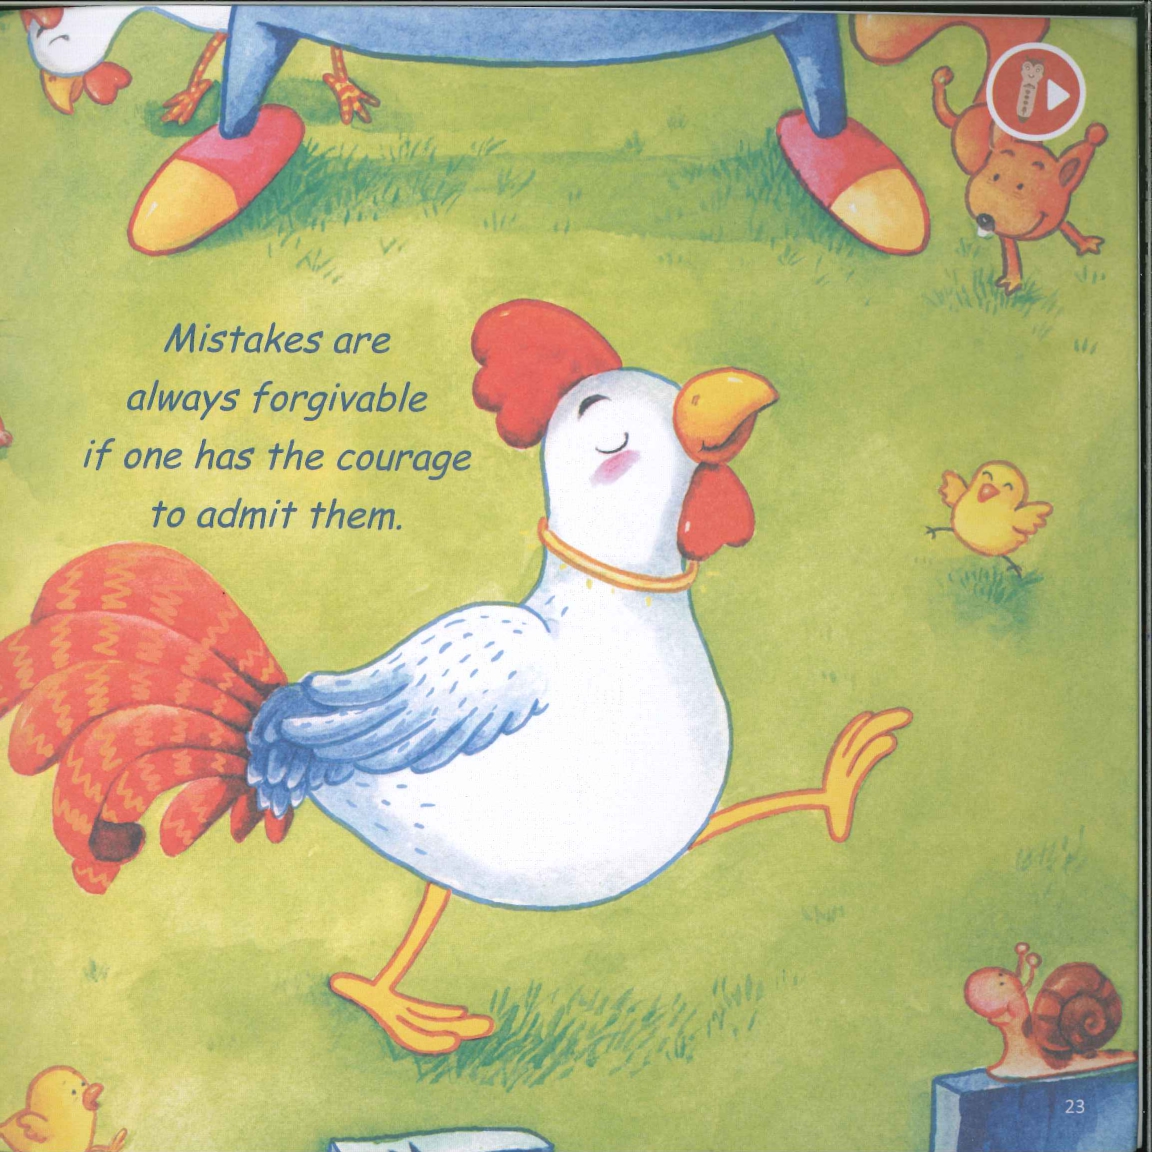 Mistakes are
always forgivable
if one has the courage
to admit them.
23